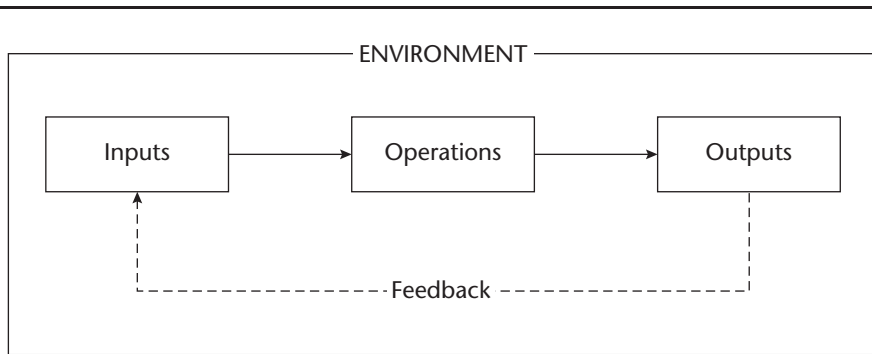 ENVIRONMENT
Inputs
Operations
Outputs
Feedback